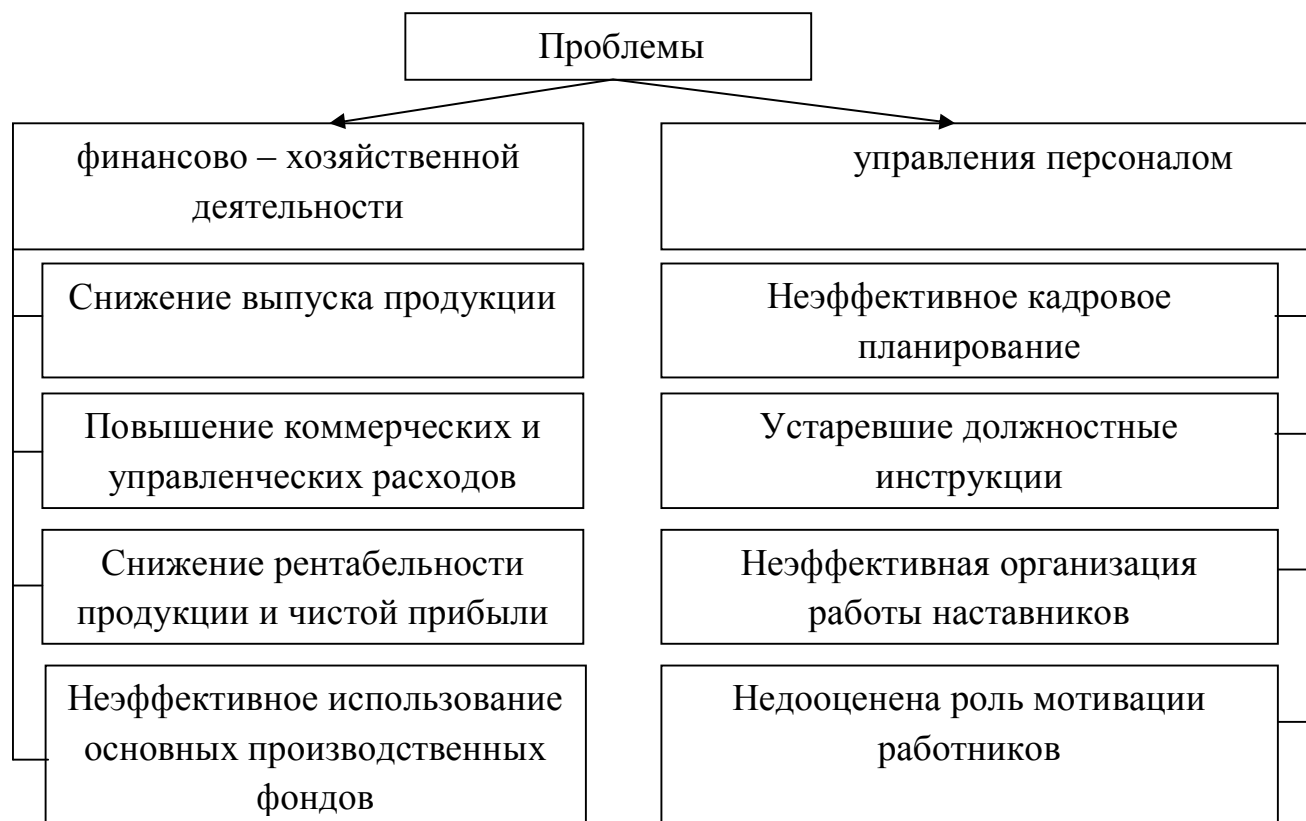 Проблемы
финансово – хозяйственной
деятельности
управления персоналом
Снижение выпуска продукции
Неэффективное кадровое
планирование
Повышение коммерческих и
управленческих расходов
Устаревшие должностные
инструкции
Снижение рентабельности
продукции и чистой прибыли
Неэффективная организация
работы наставников
Неэффективное использование
основных производственных
фондов
Недооценена роль мотивации
работников